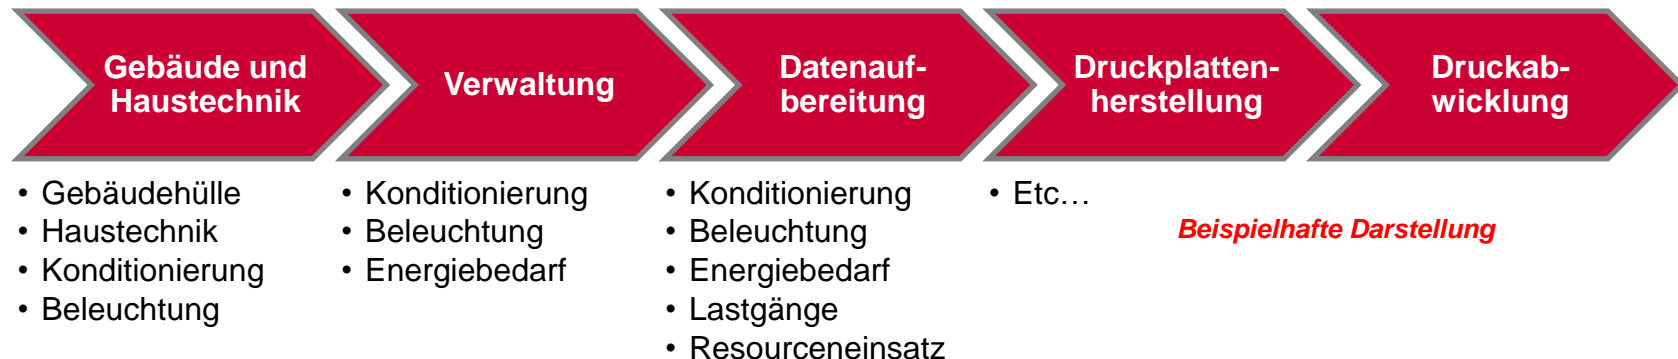 Gebäude und
Haustechnik
Verwaltung
Datenauf-
bereitung
Druckplatten-
herstellung
Druckab-
wicklung
• Gebäudehülle
• Haustechnik
• Konditionierung
• Beleuchtung
• Konditionierung
• Beleuchtung
• Energiebedarf
• Konditionierung
• Beleuchtung
• Energiebedarf
• Lastgänge
• Resourceneinsatz
• Etc…
Beispielhafte Darstellung